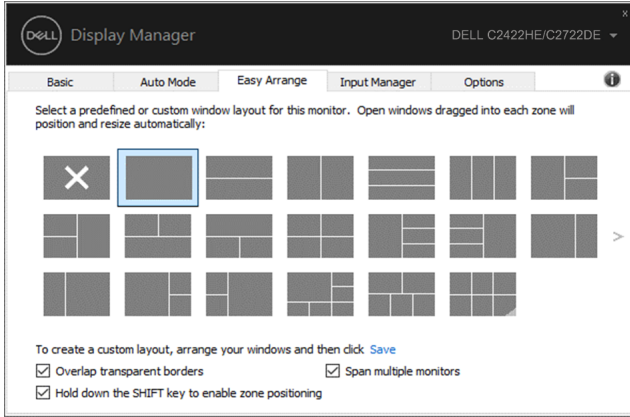 DELL Display Manager
DELL C2422HE/C2722DE
Basic Auto Mode Easy Arrange Input Manager Options
Select a predefined or custom window layout for this monitor. Open windows dragged into each zone will
position and resize automatically:
To create a custom layout, arrange your windows and then click Save
Overlap transparent borders Span multiple monitors
Hold down the SHIFT key to enable zone positioning